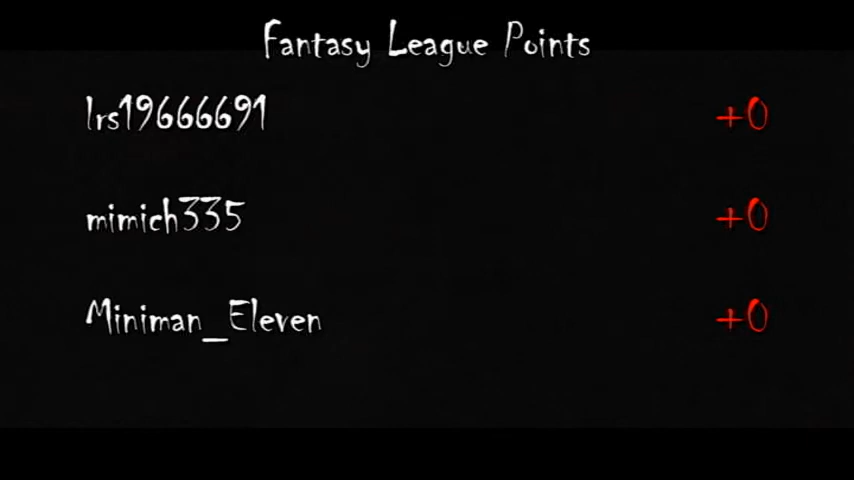 Fantasy League Points
lrs19666691 +0
mimich335 +0
Miniman_Eleven +0